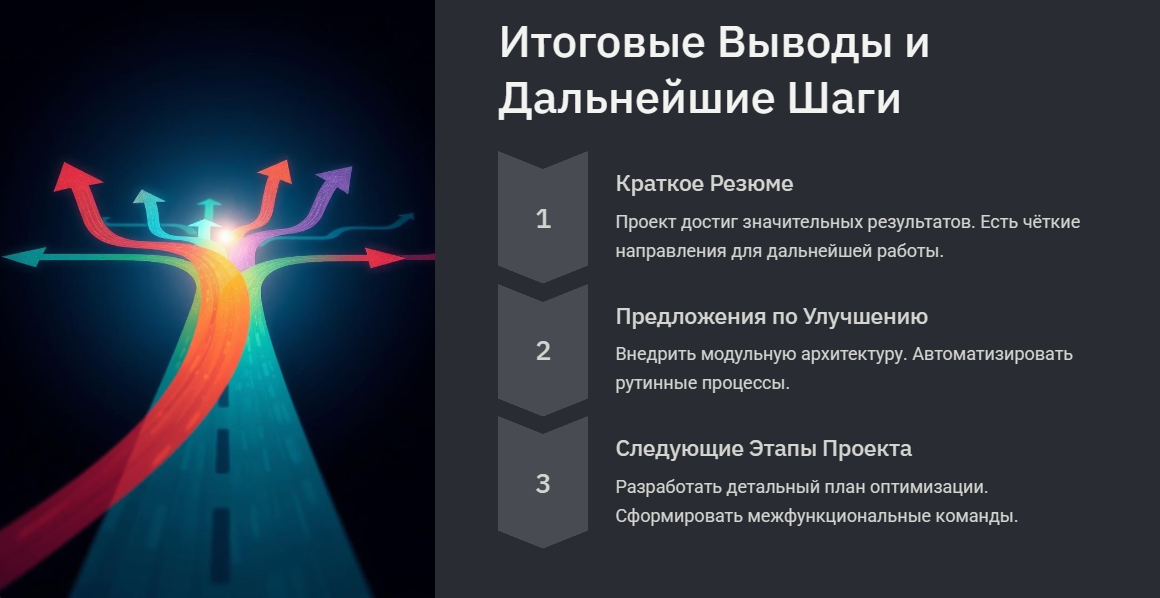 Итоговые Выводы и
Дальнейшие Шаги
1
Краткое Резюме
Проект достиг значительных результатов. Есть чёткие
направления для дальнейшей работы.
2
Предложения по Улучшению
Внедрить модульную архитектуру. Автоматизировать
рутинные процессы.
3
Следующие Этапы Проекта
Разработать детальный план оптимизации.
Сформировать межфункциональные команды.